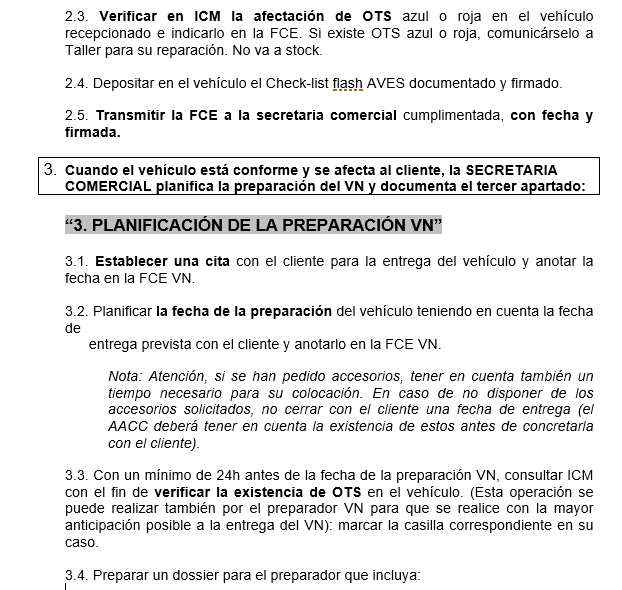 2.3. Verificar en ICM la afectación de OTS azul o roja en el vehículo
recepcionado e indicarlo en la FCE. Si existe OTS azul o roja, comunicárselo a
Taller para su reparación. No va a stock.
2.4. Depositar en el vehículo el Check-list flash AVES documentado y firmado.
2.5. Transmitir la FCE a la secretaria comercial cumplimentada, con fecha y
firmada.
3. Cuando el vehículo está conforme y se afecta al cliente, la SECRETARIA
COMERCIAL planifica la preparación del VN y documenta el tercer apartado:
“3. PLANIFICACIÓN DE LA PREPARACIÓN VN”
3.1. Establecer una cita con el cliente para la entrega del vehículo y anotar la
fecha en la FCE VN.
3.2. Planificar la fecha de la preparación del vehículo teniendo en cuenta la fecha
de
entrega prevista con el cliente y anotarlo en la FCE VN.
Nota: Atención, si se han pedido accesorios, tener en cuenta también un
tiempo necesario para su colocación. En caso de no disponer de los
accesorios solicitados, no cerrar con el cliente una fecha de entrega (el
AACC deberá tener en cuenta la existencia de estos antes de concretarla
con el cliente).
3.3. Con un mínimo de 24h antes de la fecha de la preparación VN, consultar ICM
con el fin de verificar la existencia de OTS en el vehículo. (Esta operación se
puede realizar también por el preparador VN para que se realice con la mayor
anticipación posible a la entrega del VN): marcar la casilla correspondiente en su
caso.
3.4. Preparar un dossier para el preparador que incluya: